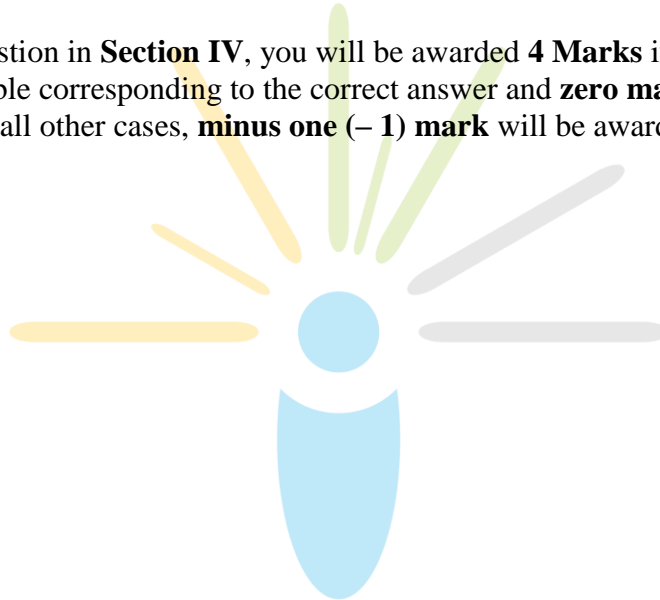 stion in Section IV, you will be awarded 4 Marks i
ble corresponding to the correct answer and zero ma
all other cases, minus one (– 1) mark will be awar